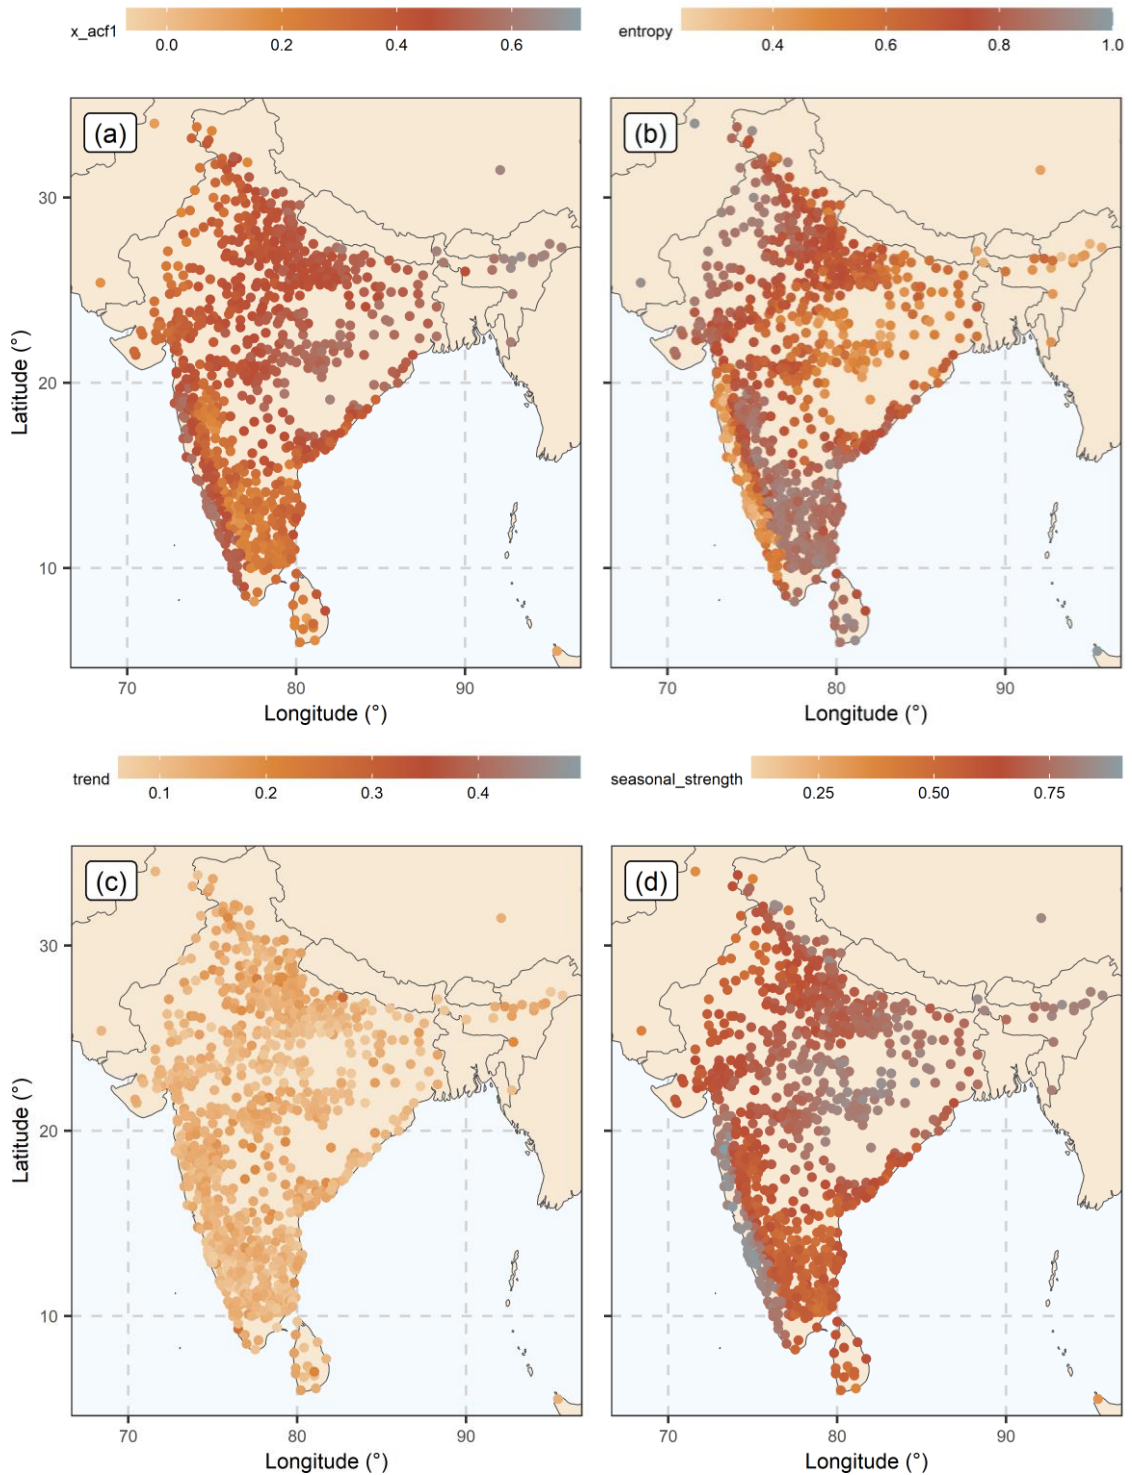 x_acf1
0.0 0.2 0.4 0.6
entropy
0.4 0.6 0.8 1.0
(a)
(b)
30
20
10
Latitude (°)
70 80 90
Longitude (°)
70 80 90
Longitude (°)
trend
0.1 0.2 0.3 0.4
seasonal_strength
0.25 0.50 0.75
(c)
(d)
30
20
10
Latitude (°)
70 80 90
Longitude (°)
70 80 90
Longitude (°)